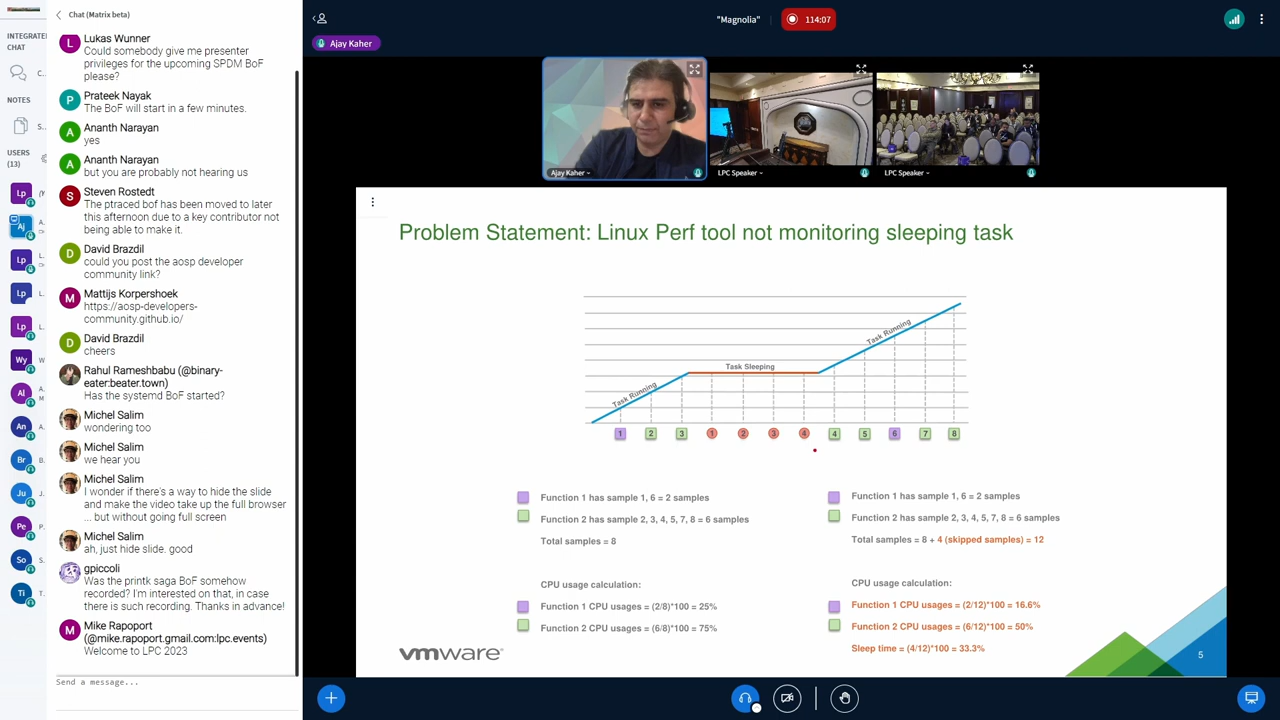 INTEGRATE
CHAT
C..
NOTES
S..
USERS
(13)
Lp
Aj
A.
Lp
L.
Lp
L..
Lp
L.
Wy
W
Al
A.
An
A.
Br
B.
Ju
J.
Pe
P.
So
S.
Ti
T.
Chat (Matrix beta)
L
Lukas Wunner
Could somebody give me presenter
privileges for the upcoming SPDM BoF
please?
P
Prateek Nayak
The BoF will start in a few minutes.
A
Ananth Narayan
yes
A
Ananth Narayan
but you are probably not hearing us
S
Steven Rostedt
The ptraced bof has been moved to later
this afternoon due to a key contributor not
being able to make it.
D
David Brazdil
could you post the aosp developer
community link?
M
Mattijs Korpershoek
https://aosp-developers-
community.github.io/
D
David Brazdil
cheers
Rahul Rameshbabu (@binary-
eater:beater.town)
Has the systemd BoF started?
Michel Salim
wondering too
Michel Salim
we hear you
Michel Salim
I wonder if there's a way to hide the slide
and make the video take up the full browser
... but without going full screen
Michel Salim
ah, just hide slide. good
gpiccoli
Was the printk saga BoF somehow
recorded? I'm interested on that, in case
there is such recording. Thanks in advance!
M
Mike Rapoport
(@mike.rapoport.gmail.com:lpc.events)
Welcome to LPC 2023
Send a message...
"Magnolia"
114:07
Ajay Kaher
Ajay Kaher
LPC Speaker
LPC Speaker
Problem Statement: Linux Perf tool not monitoring sleeping task
Task Running
Task Sleeping
Task Running
1 2 3 1 2 3 4 4 5 6 7 8
Function 1 has sample 1, 6 = 2 samples
Function 2 has sample 2, 3, 4, 5, 7, 8 = 6 samples
Total samples = 8
CPU usage calculation:
Function 1 CPU usages = (2/8)*100 = 25%
Function 2 CPU usages = (6/8)*100 = 75%
Function 1 has sample 1, 6 = 2 samples
Function 2 has sample 2, 3, 4, 5, 7, 8 = 6 samples
Total samples = 8 + 4 (skipped samples) = 12
CPU usage calculation:
Function 1 CPU usages = (2/12)*100 = 16.6%
Function 2 CPU usages = (6/12)*100 = 50%
Sleep time = (4/12)*100 = 33.3%
vmware®
5